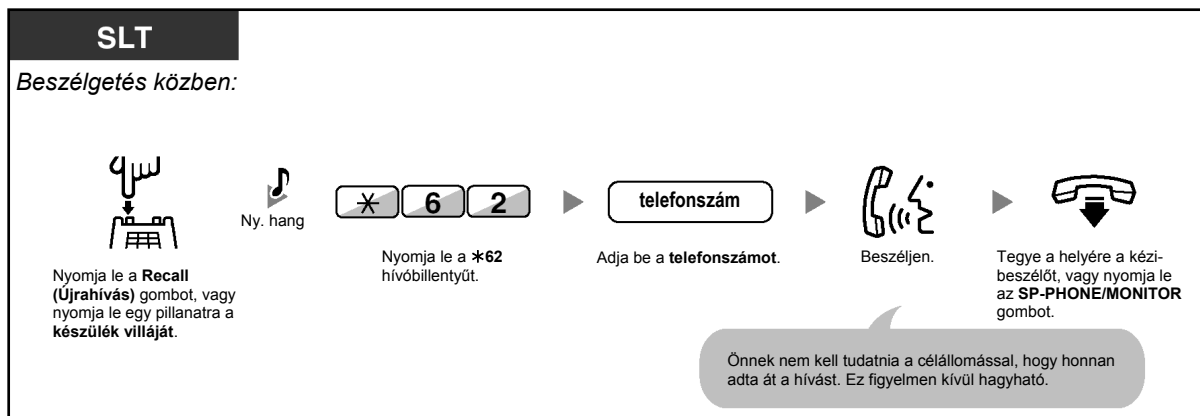 SLT
Beszélgetés közben:
Ny. hang
* 6 2
telefonszám
Nyomja le a Recall
(Újrahívás) gombot, vagy
nyomja le egy pillanatra a
készülék villáját.
Nyomja le a *62
hívóbillentyűt.
Adja be a telefonszámot.
Beszéljen.
Tegye a helyére a kézi-
beszélőt, vagy nyomja le
az SP-PHONE/MONITOR
gombot.
Önnek nem kell tudatnia a célállomással, hogy honnan
adta át a hívást. Ez figyelmen kívül hagyható.